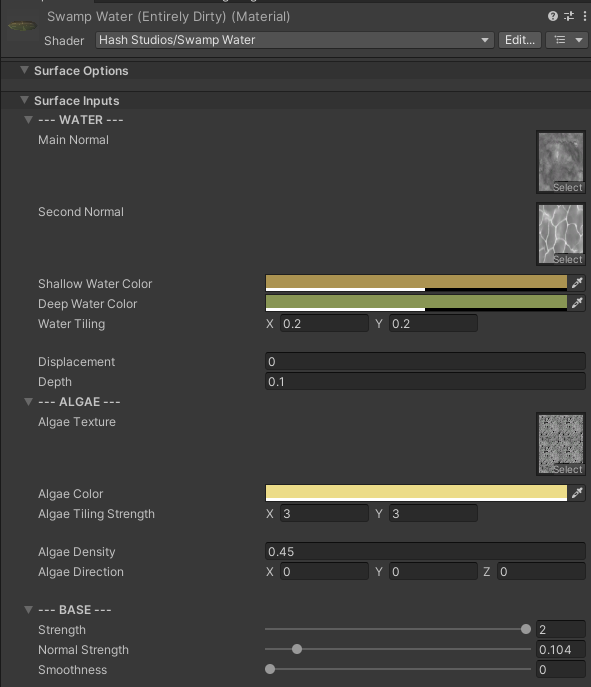 Swamp Water (Entirely Dirty) (Material)
Shader Hash Studios/Swamp Water Edit...
Surface Options
Surface Inputs
--- WATER ---
Main Normal
Select
Second Normal
Select
Shallow Water Color
Deep Water Color
Water Tiling X 0.2 Y 0.2
Displacement 0
Depth 0.1
--- ALGAE ---
Algae Texture
Select
Algae Color
Algae Tiling Strength X 3 Y 3
Algae Density 0.45
Algae Direction X 0 Y 0 Z 0
--- BASE ---
Strength 2
Normal Strength 0.104
Smoothness 0